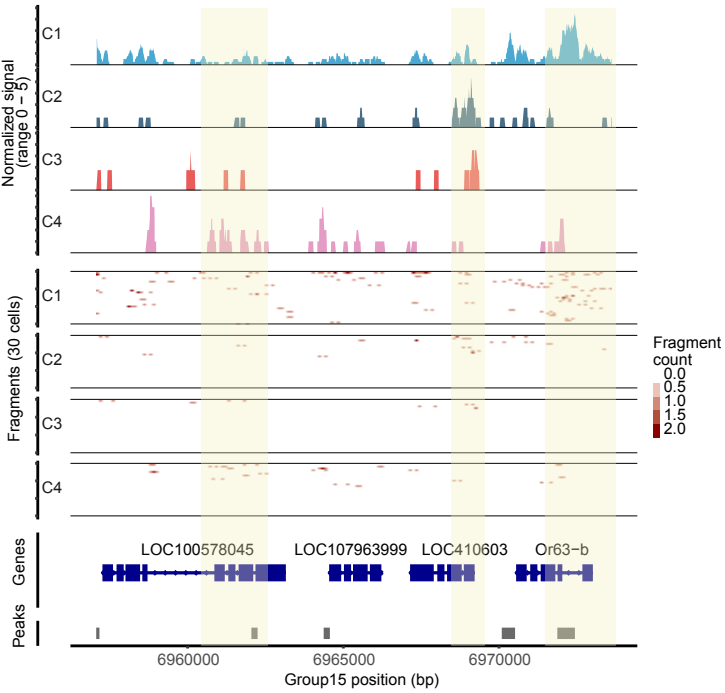 Normalized signal
(range 0 − 5)
C1
C2
C3
C4
Fragments (30 cells)
C1
C2
C3
C4
Fragment
count
0.0
0.5
1.0
1.5
2.0
Genes
LOC100578045 LOC107963999 LOC410603 Or63−b
Peaks
6960000 6965000 6970000
Group15 position (bp)